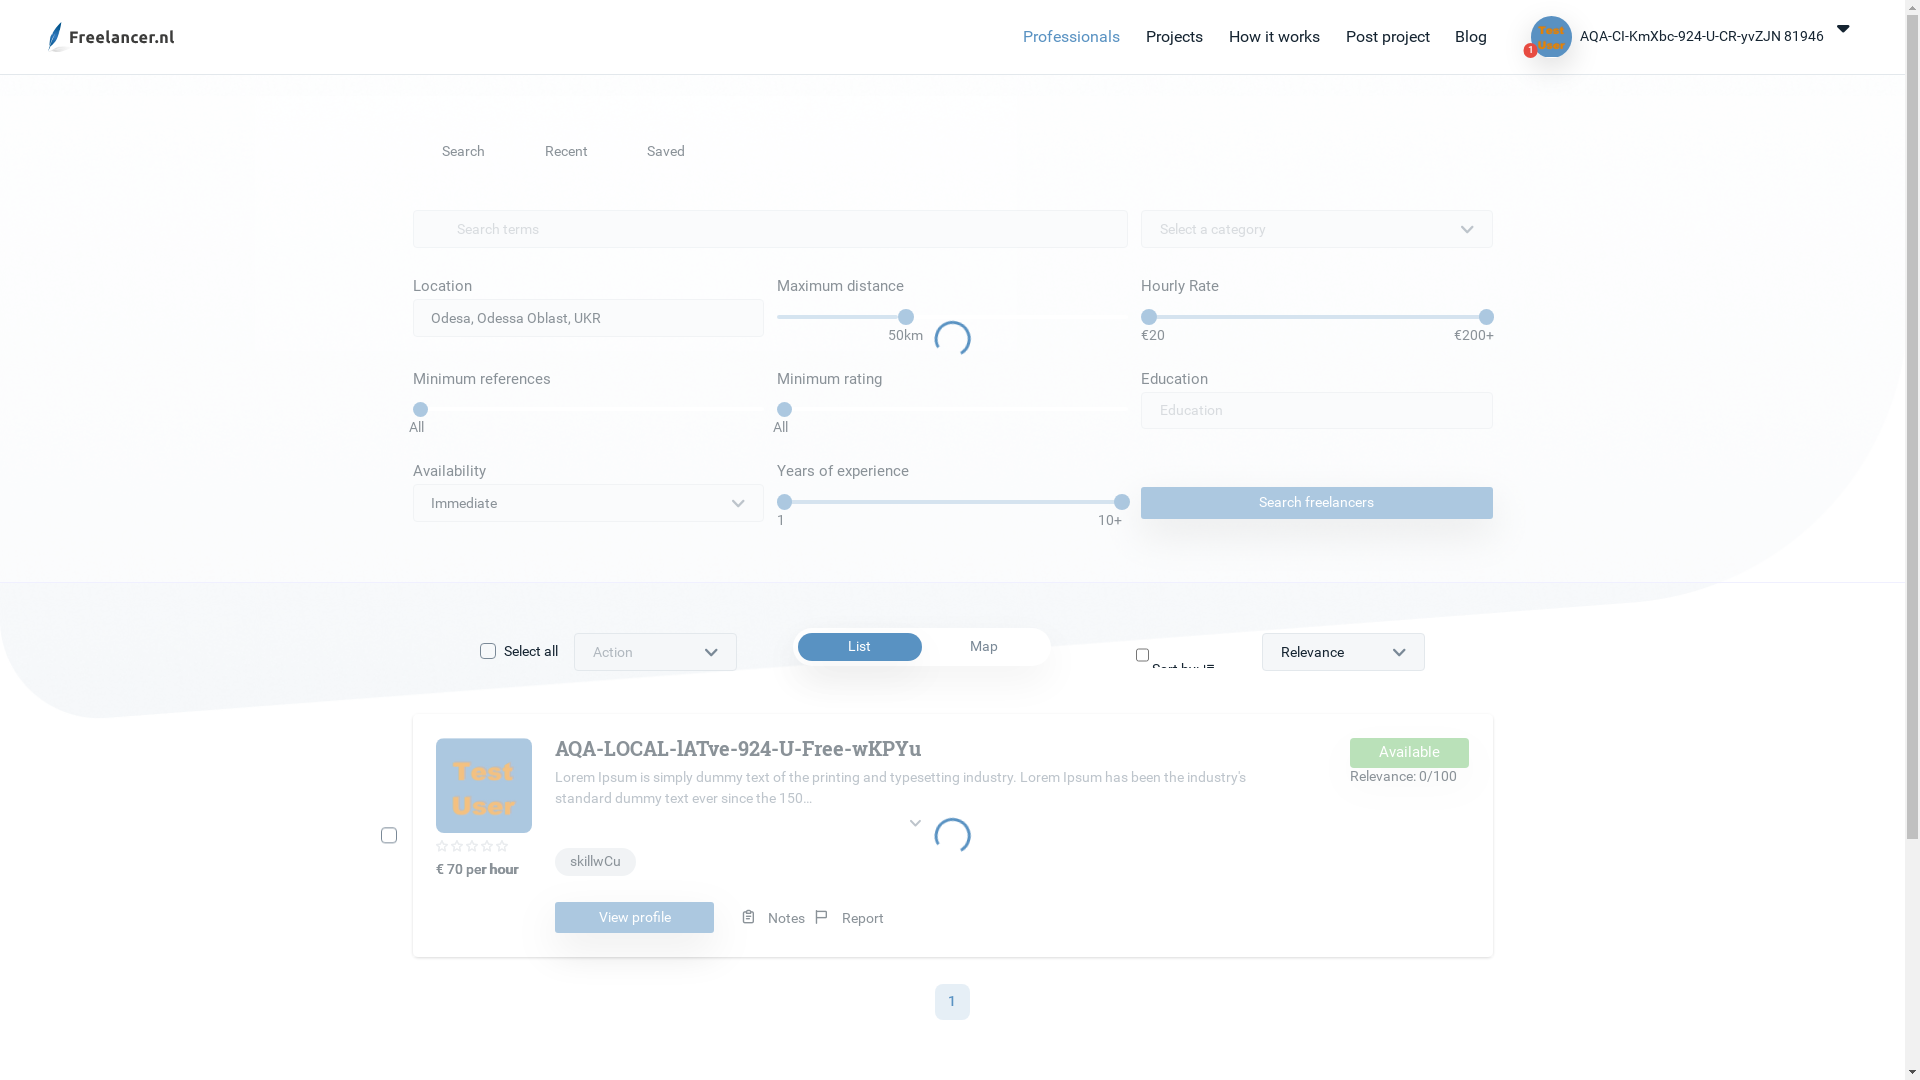 Freelancer.nl
Professionals Projects How it works Post project Blog
Test
User
1
AQA-CI-KmXbc-924-U-CR-yvZJN 81946
Search Recent Saved
Search terms
Select a category
Location
Maximum distance
Hourly Rate
Odesa, Odessa Oblast, UKR
50km
€20
€200+
Minimum references
Minimum rating
Education
Education
All
All
Availability
Years of experience
Immediate
1
10+
Search freelancers
Select all
Action
List
Map
Relevance
Test
User
AQA-LOCAL-lATve-924-U-Free-wKPYu
Available
Relevance: 0/100
Lorem Ipsum is simply dummy text of the printing and typesetting industry. Lorem Ipsum has been the industry's
standard dummy text ever since the 150...
skillwCu
€ 70 per hour
View profile
Notes
Report
1